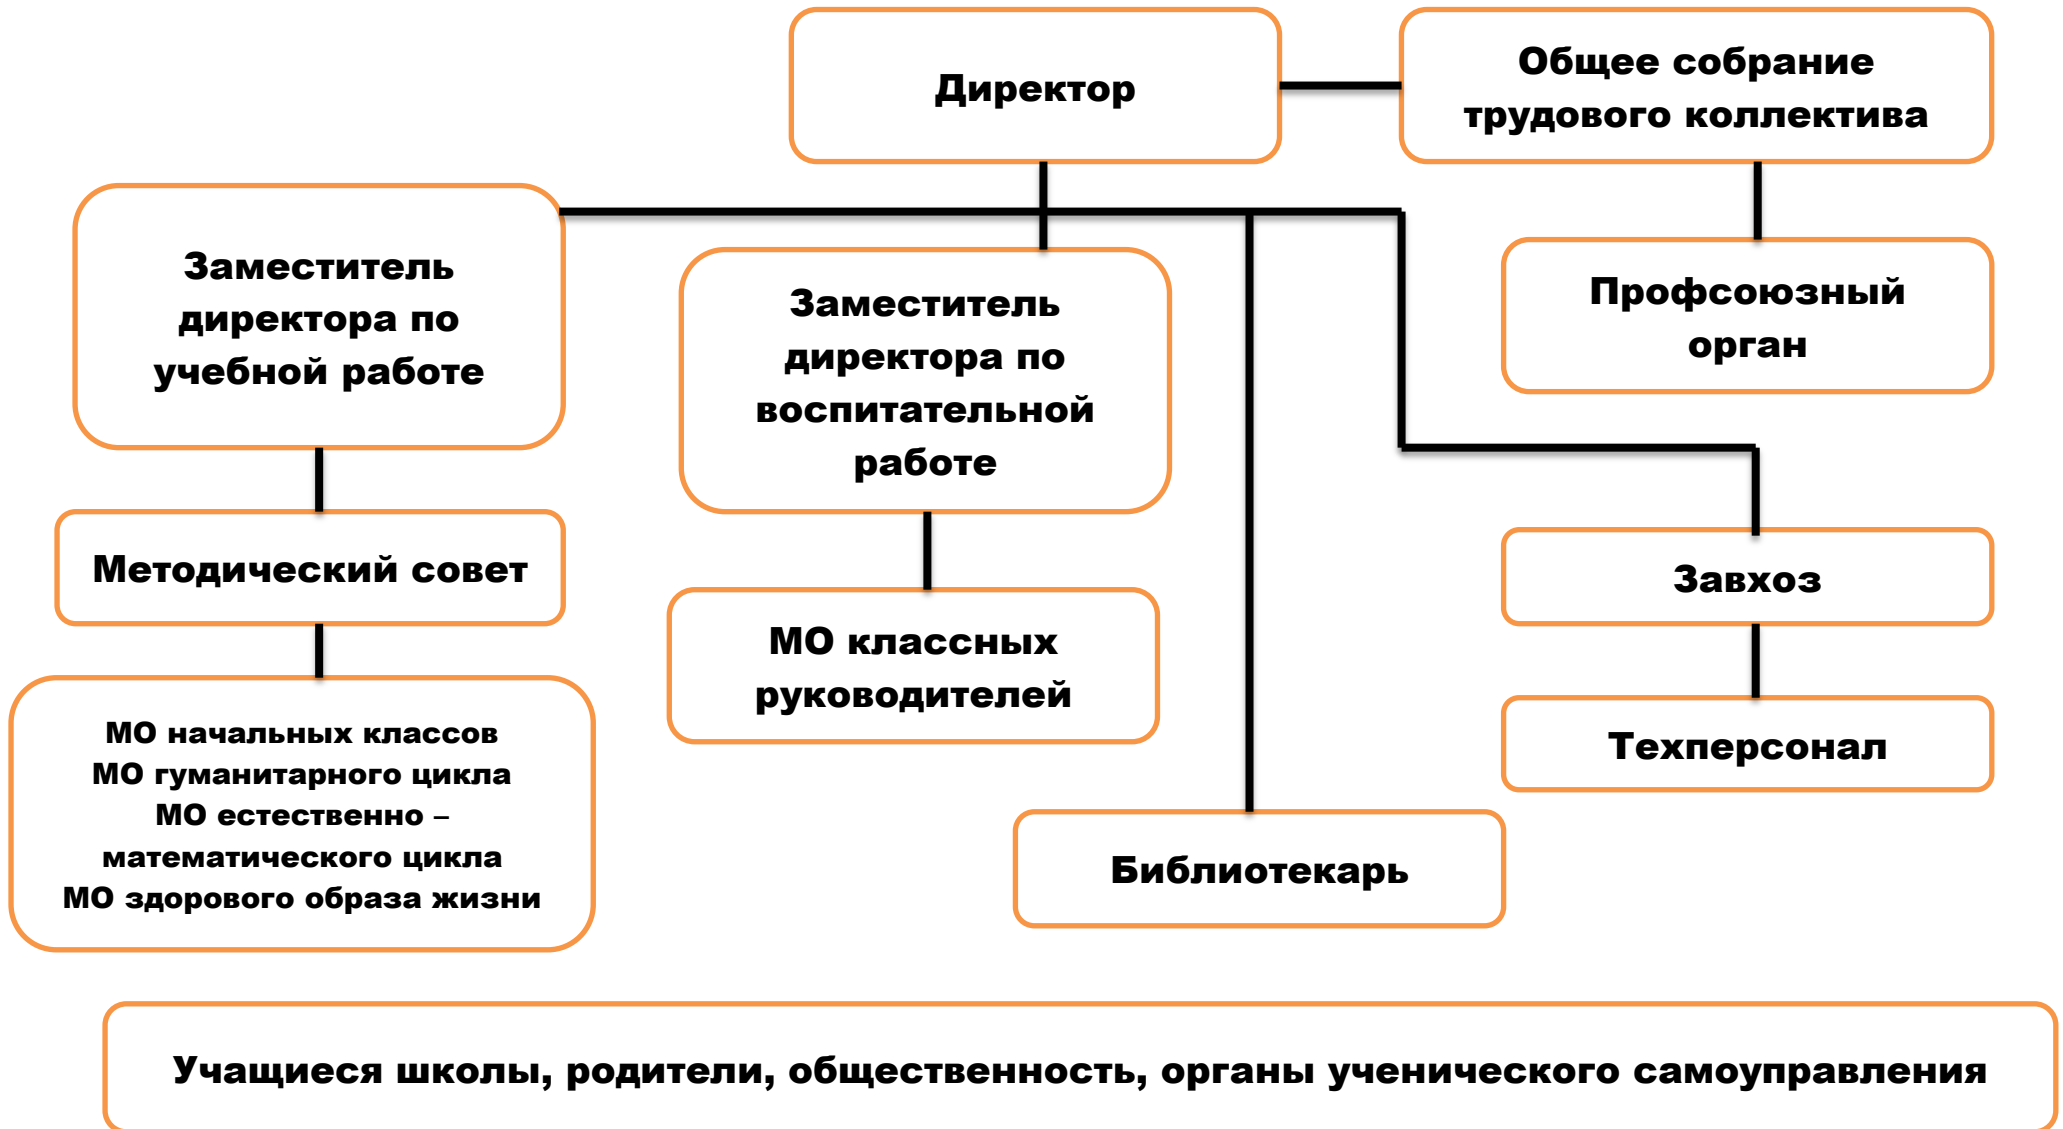 Директор
Общее собрание
трудового коллектива
Заместитель
директора по
учебной работе
Заместитель
директора по
воспитательной
работе
Профсоюзный
орган
Методический совет
МО классных
руководителей
Завхоз
Техперсонал
МО начальных классов
МО гуманитарного цикла
МО естественно –
математического цикла
МО здорового образа жизни
Библиотекарь
Учащиеся школы, родители, общественность, органы ученического самоуправления